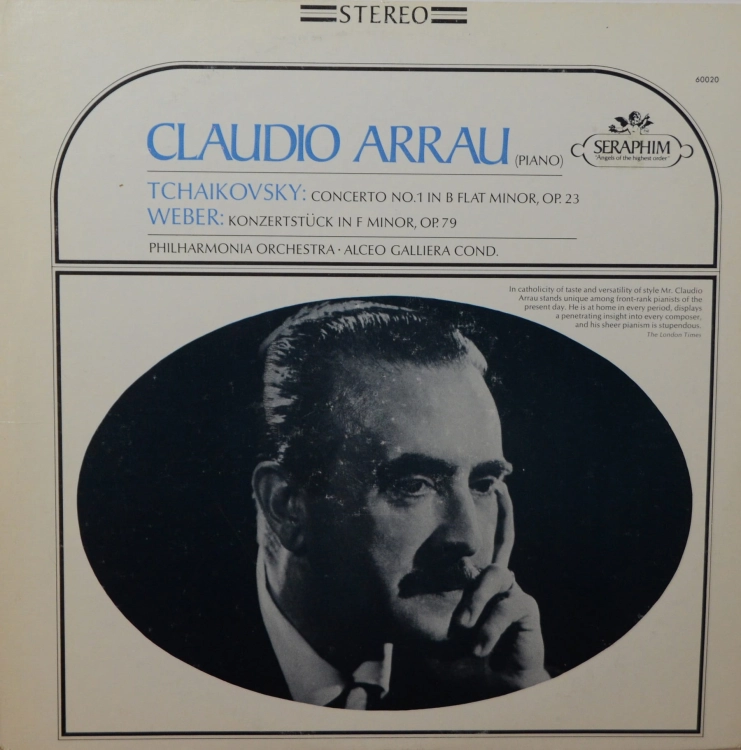 STEREO
60020
CLAUDIO ARRAU (PIANO)
SERAPHIM
"Angels of the highest order"
TCHAIKOVSKY: CONCERTO NO.1 IN B FLAT MINOR, OP. 23
WEBER: KONZERTSTÜCK IN F MINOR, OP. 79
PHILHARMONIA ORCHESTRA · ALCEO GALLIERA COND.
In catholicity of taste and versatility of style Mr. Claudio
Arrau stands unique among front-rank pianists of the
present day. He is at home in every period, displays
a penetrating insight into every composer,
and his sheer pianism is stupendous.
The London Times